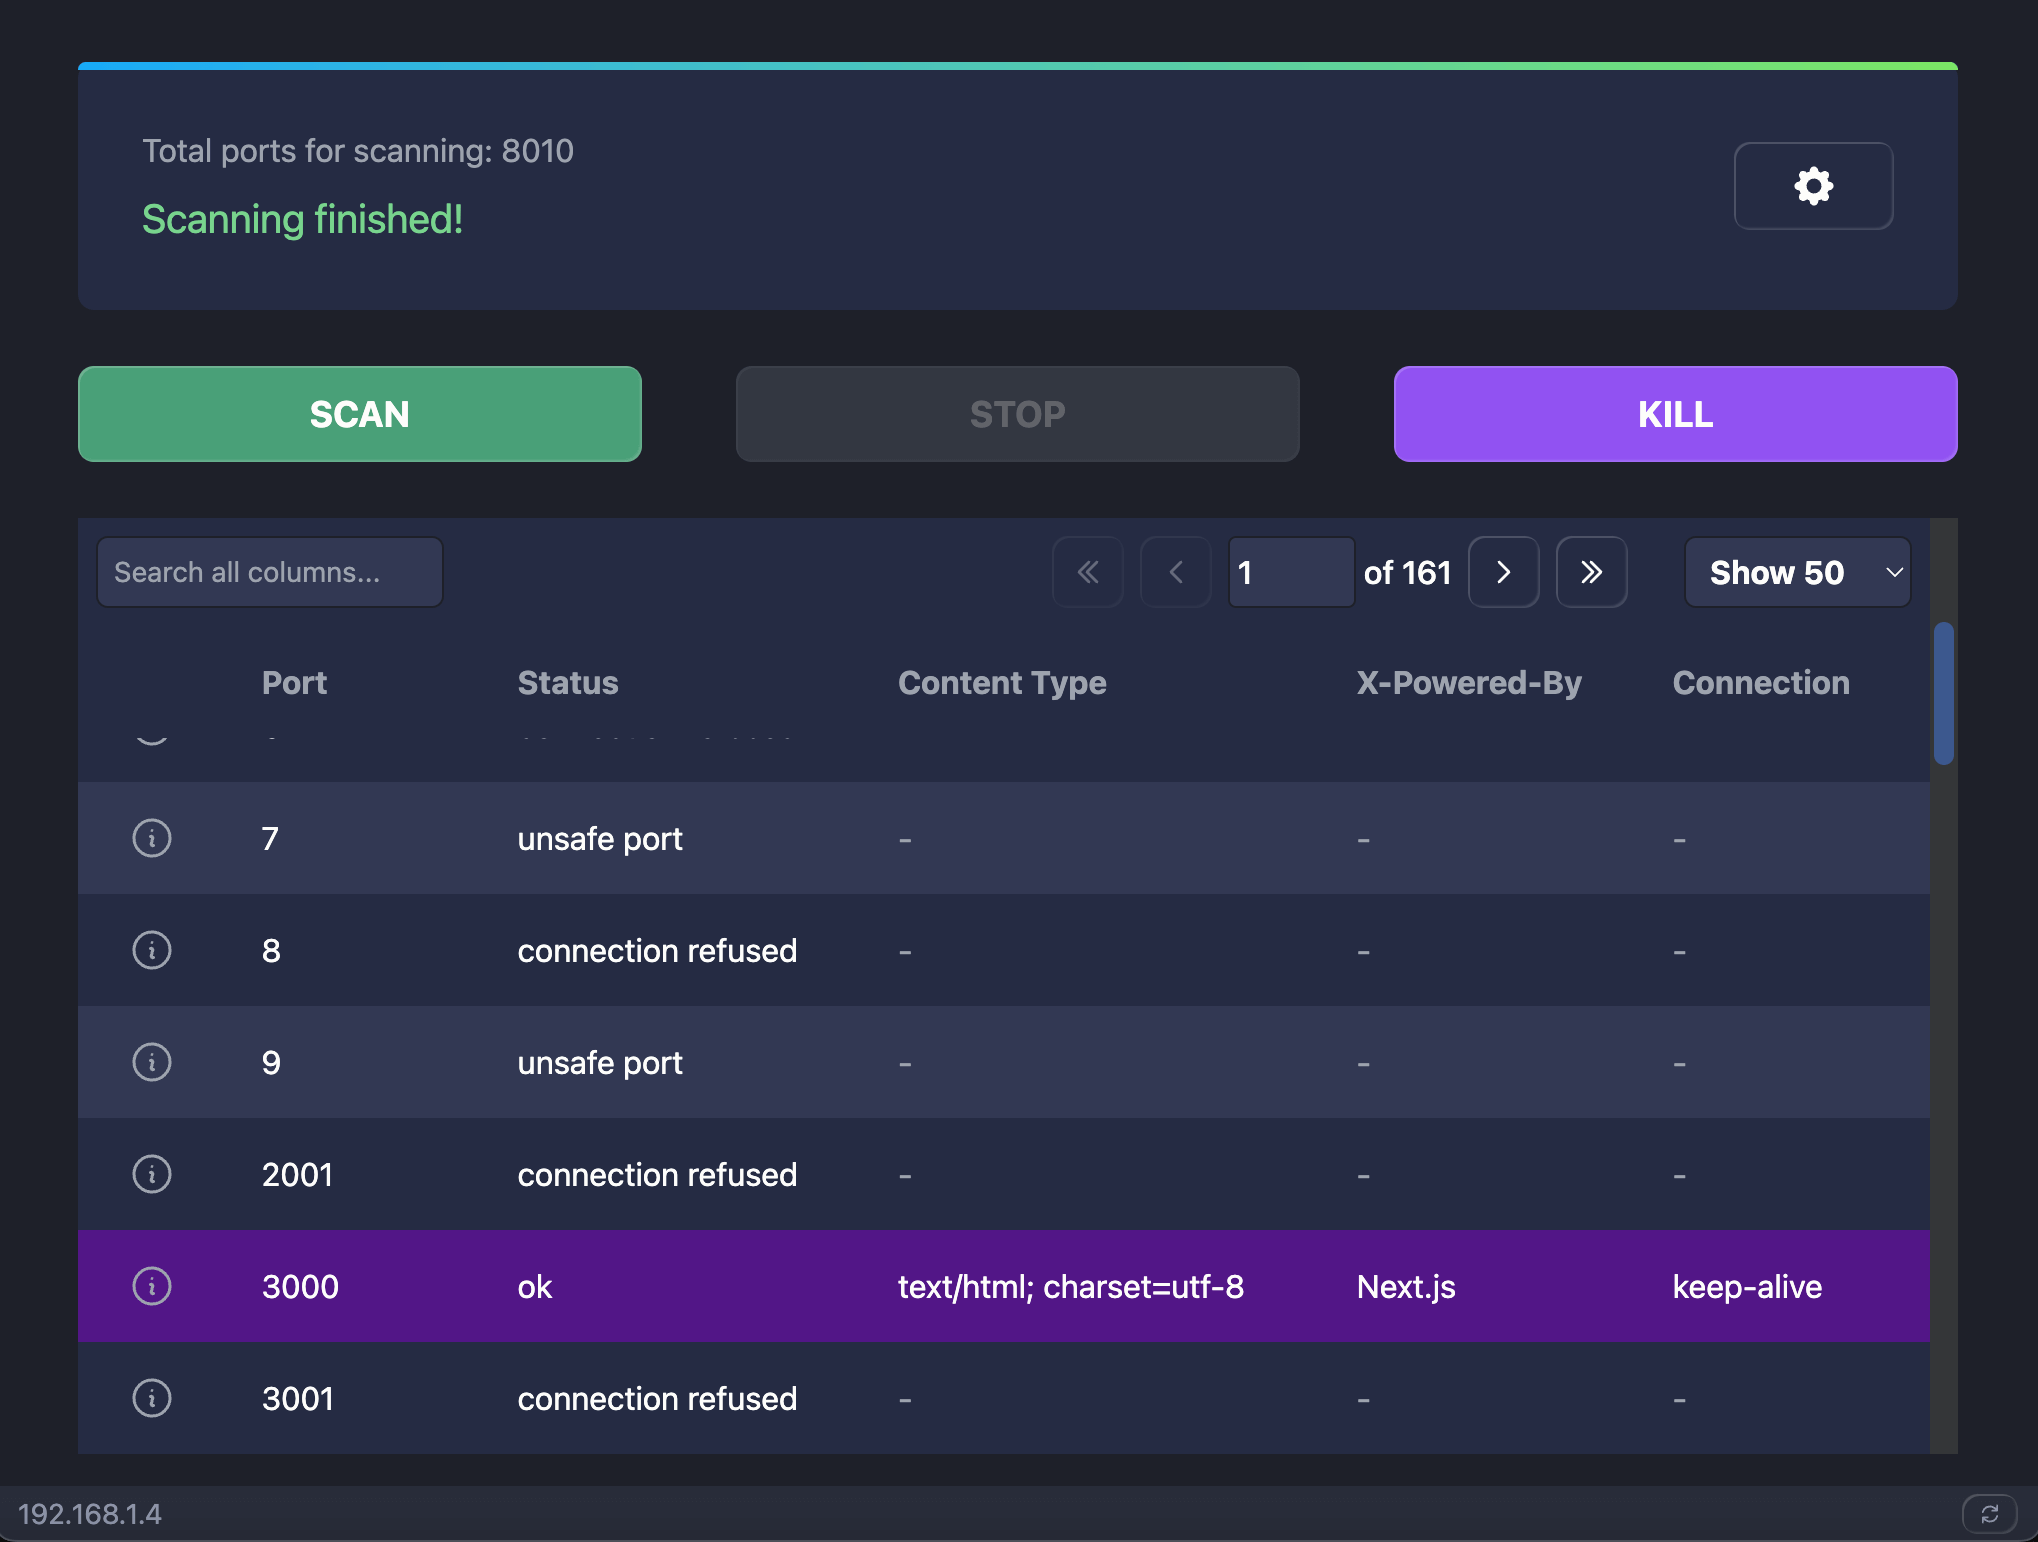 Total ports for scanning: 8010
Scanning finished!
SCAN STOP KILL
Search all columns... 1 of 161 Show 50
Port Status Content Type X-Powered-By Connection
7 unsafe port - - -
8 connection refused - - -
9 unsafe port - - -
2001 connection refused - - -
3000 ok text/html; charset=utf-8 Next.js keep-alive
3001 connection refused - - -
192.168.1.4